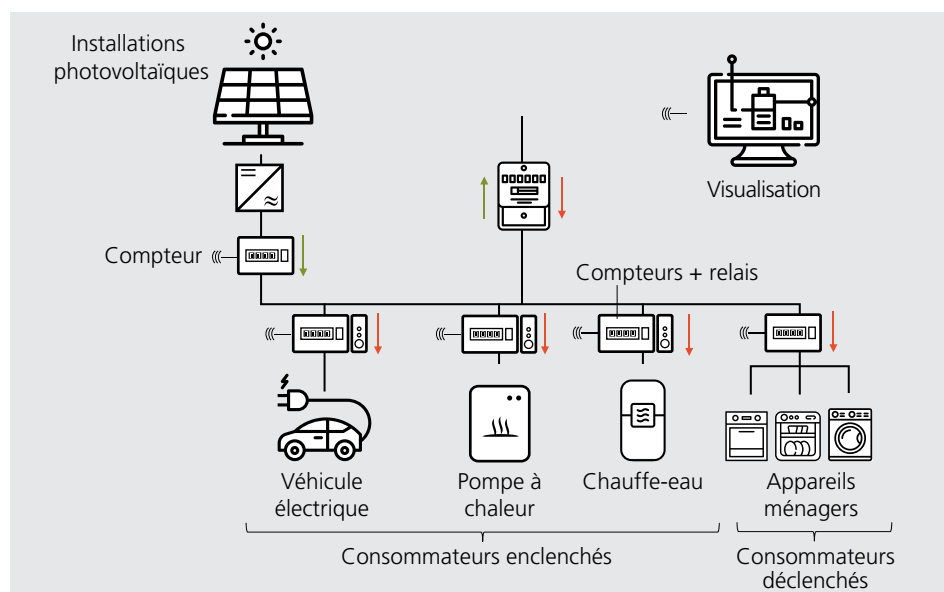 Installations
photovoltaïques
Visualisation
Compteur
Compteurs + relais
Véhicule
électrique
Pompe à
chaleur
Chauffe-eau
Appareils
ménagers
Consommateurs enclenchés
Consommateurs
déclenchés